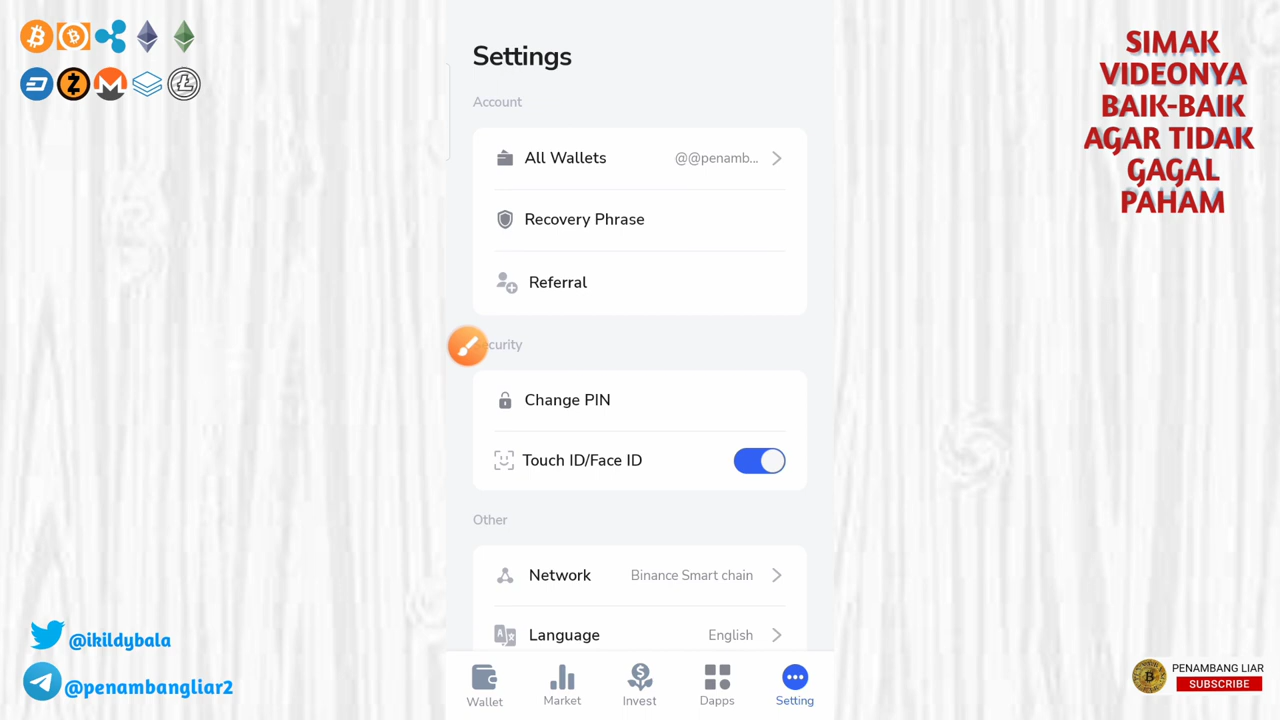 Settings
Account
All Wallets @@penamb...
Recovery Phrase
Referral
ecurity
Change PIN
Touch ID/Face ID
Other
Network Binance Smart chain
Language English
Wallet Market Invest Dapps Setting
SIMAK
VIDEONYA
BAIK-BAIK
AGAR TIDAK
GAGAL
PAHAM
@ikildybala
@penambangliar2
PENAMBANG LIAR
SUBSCRIBE